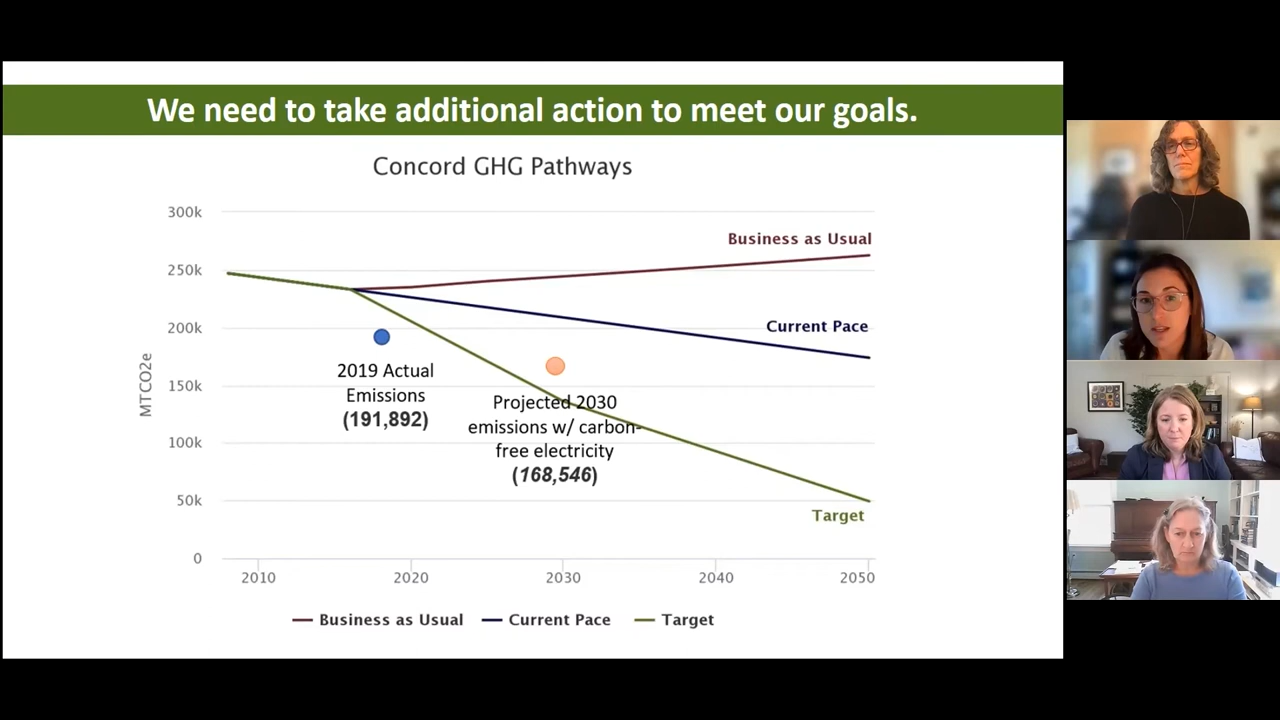 We need to take additional action to meet our goals.
Concord GHG Pathways
300k
250k
200k
150k
100k
50k
0
MTCO2e
Business as Usual
Current Pace
Target
2019 Actual
Emissions
(191,892)
Projected 2030
emissions w/ carbon-
free electricity
(168,546)
2010
2020
2030
2040
2050
Business as Usual
Current Pace
Target